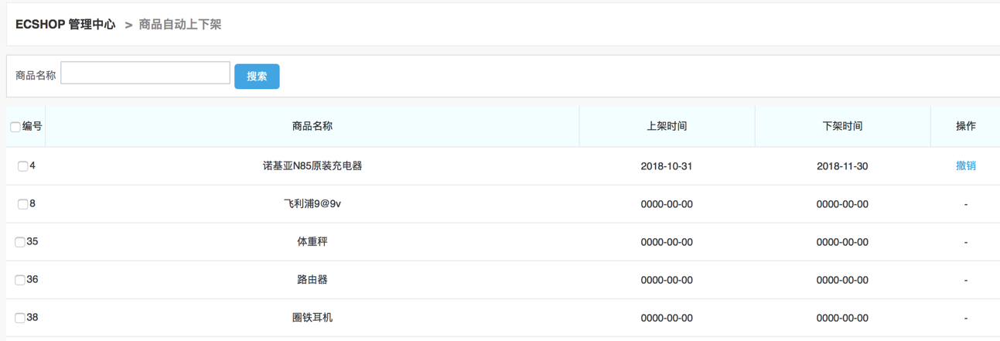 ECSHOP 管理中心 > 商品自动上下架
商品名称 搜索
编号 商品名称 上架时间 下架时间 操作
4 诺基亚N85原装充电器 2018-10-31 2018-11-30 撤销
8 飞利浦9@9v 0000-00-00 0000-00-00 -
35 体重秤 0000-00-00 0000-00-00 -
36 路由器 0000-00-00 0000-00-00 -
38 圈铁耳机 0000-00-00 0000-00-00 -